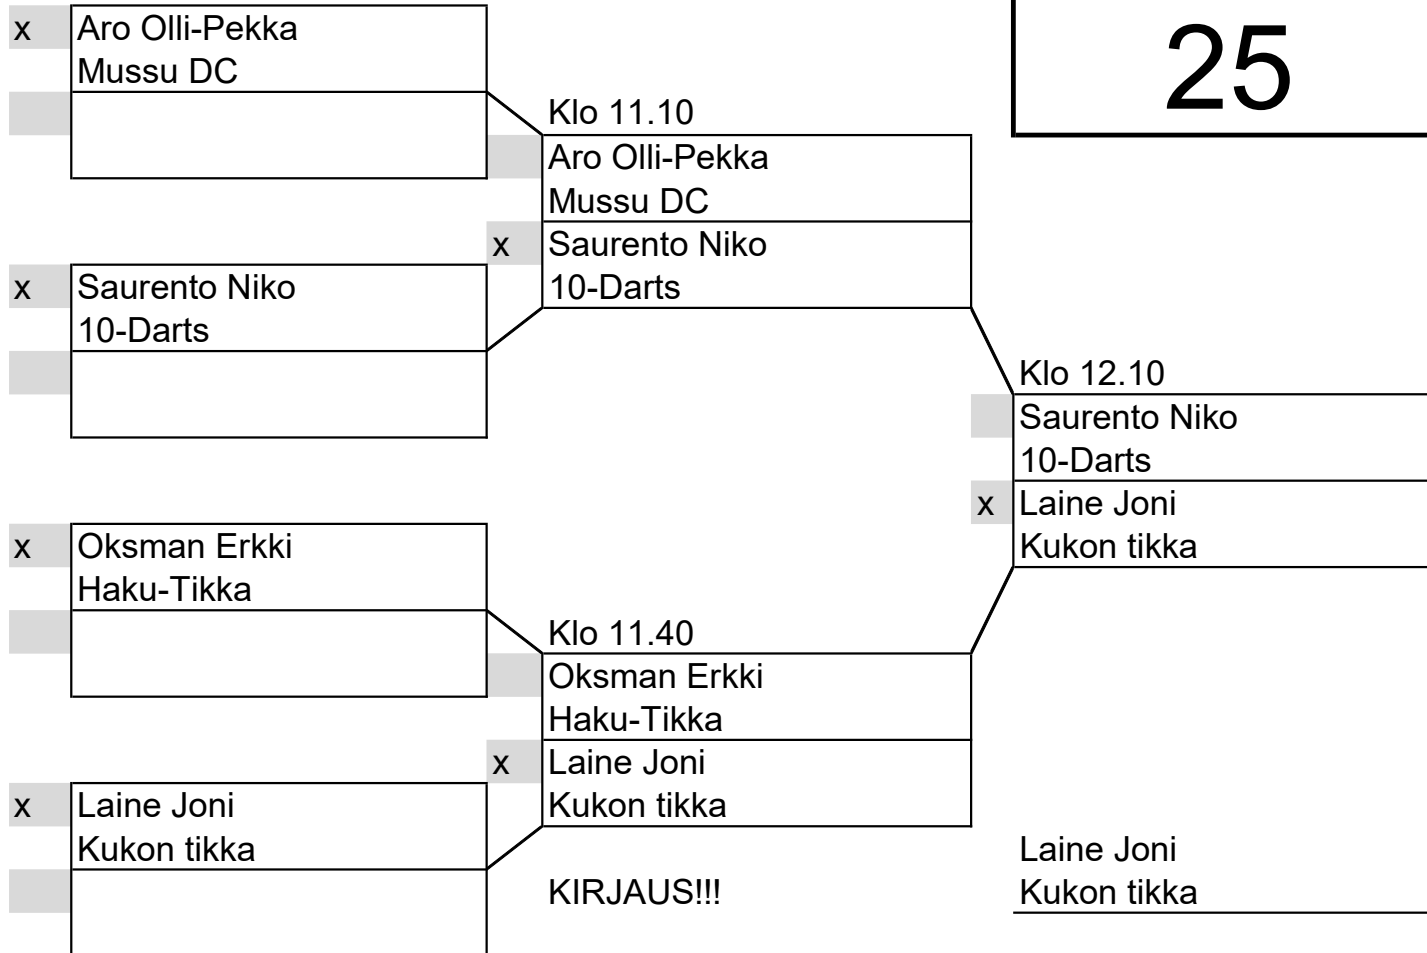 x Aro Olli-Pekka
Mussu DC
25
Klo 11.10
Aro Olli-Pekka
Mussu DC
x Saurento Niko
10-Darts
x Saurento Niko
10-Darts
Klo 12.10
Saurento Niko
10-Darts
x Laine Joni
Kukon tikka
x Oksman Erkki
Haku-Tikka
Klo 11.40
Oksman Erkki
Haku-Tikka
x Laine Joni
Kukon tikka
x Laine Joni
Kukon tikka
KIRJAUS!!!
Laine Joni
Kukon tikka